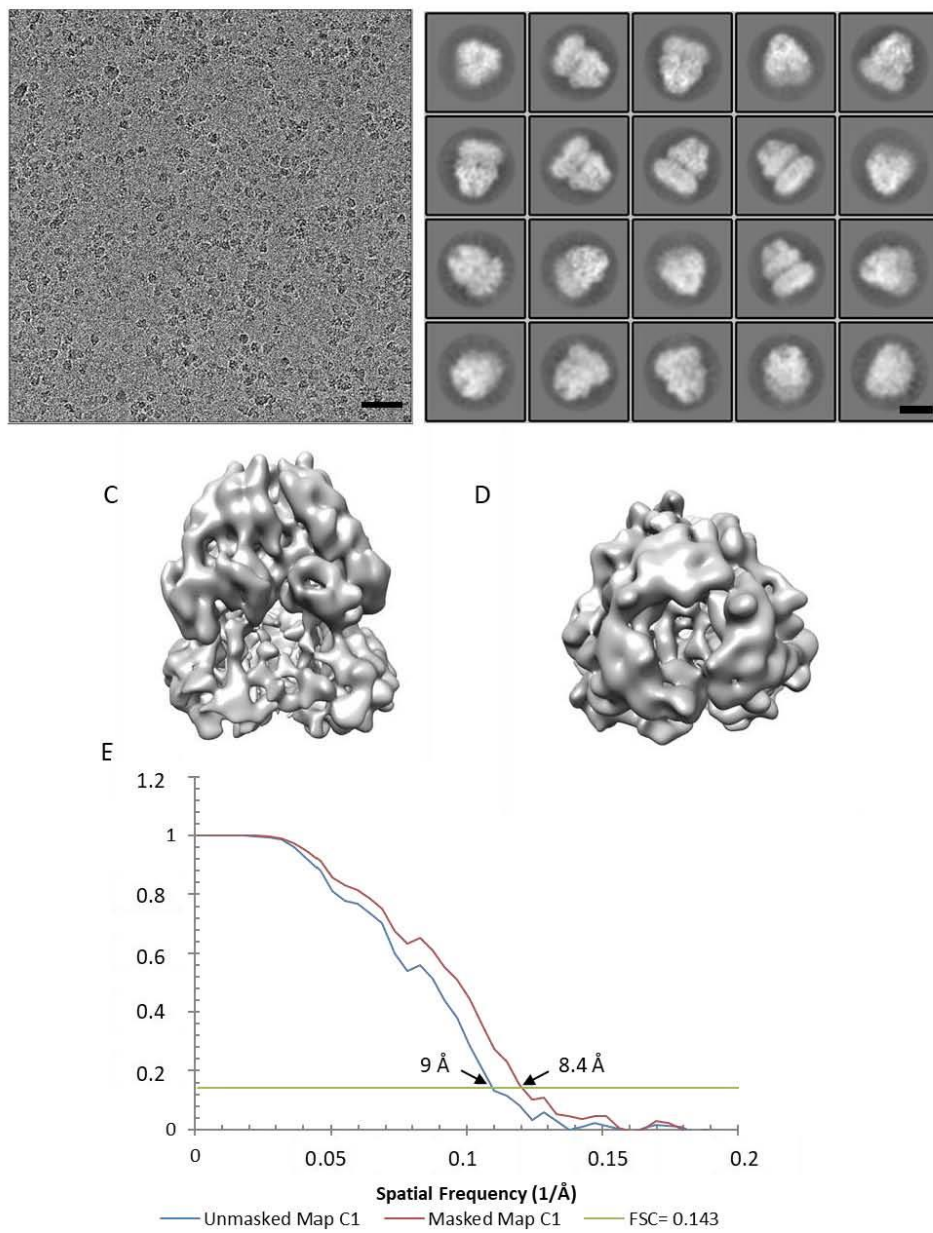 C
D
E
1.2
1
0.8
0.6
0.4
0.2
0
9 Å
8.4 Å
0 0.05 0.1 0.15 0.2
Spatial Frequency (1/Å)
Unmasked Map C1 Masked Map C1 FSC= 0.143